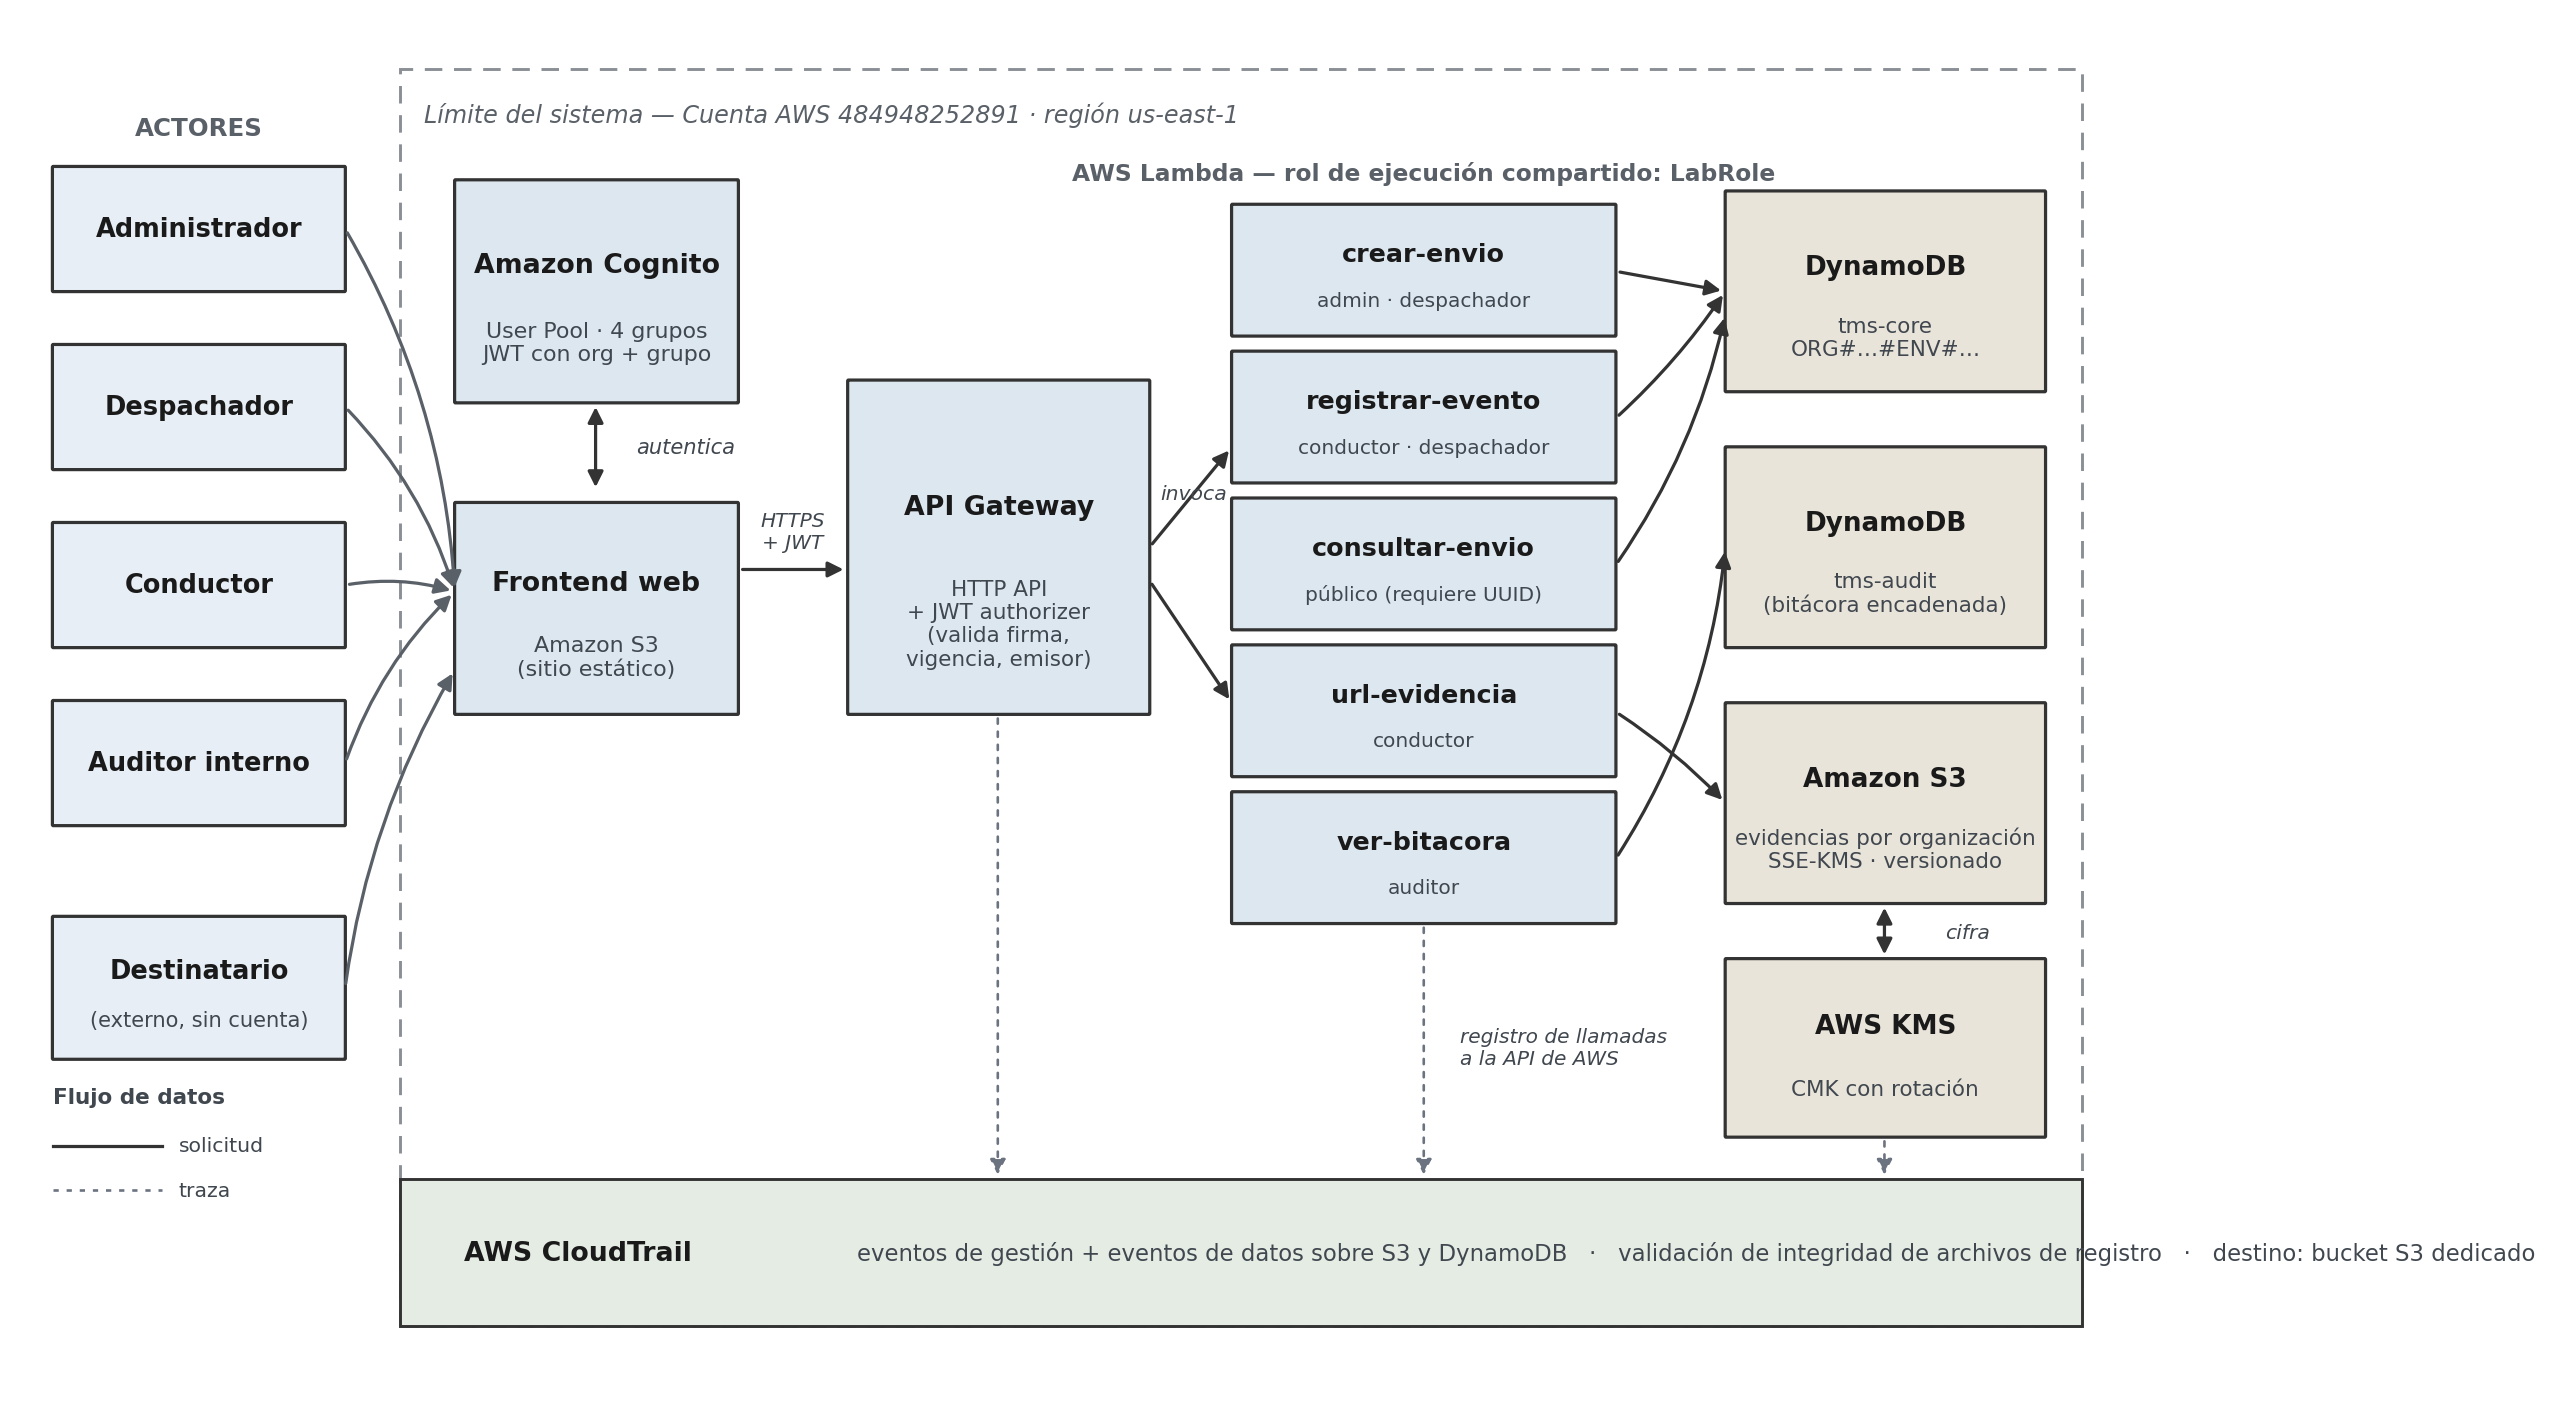 Límite del sistema — Cuenta AWS 484948252891 · región us-east-1
ACTORES
Administrador
Despachador
Conductor
Auditor interno
Destinatario
(externo, sin cuenta)
Flujo de datos
solicitud
traza
Amazon Cognito
User Pool · 4 grupos
JWT con org + grupo
autentica
Frontend web
Amazon S3
(sitio estático)
HTTPS
+ JWT
API Gateway
HTTP API
+ JWT authorizer
(valida firma,
vigencia, emisor)
invoca
AWS Lambda — rol de ejecución compartido: LabRole
crear-envio
admin · despachador
registrar-evento
conductor · despachador
consultar-envio
público (requiere UUID)
url-evidencia
conductor
ver-bitacora
auditor
registro de llamadas
a la API de AWS
DynamoDB
tms-core
ORG#...#ENV#...
DynamoDB
tms-audit
(bitácora encadenada)
Amazon S3
evidencias por organización
SSE-KMS · versionado
cifra
AWS KMS
CMK con rotación
AWS CloudTrail
eventos de gestión + eventos de datos sobre S3 y DynamoDB · validación de integridad de archivos de registro · destino: bucket S3 dedicado